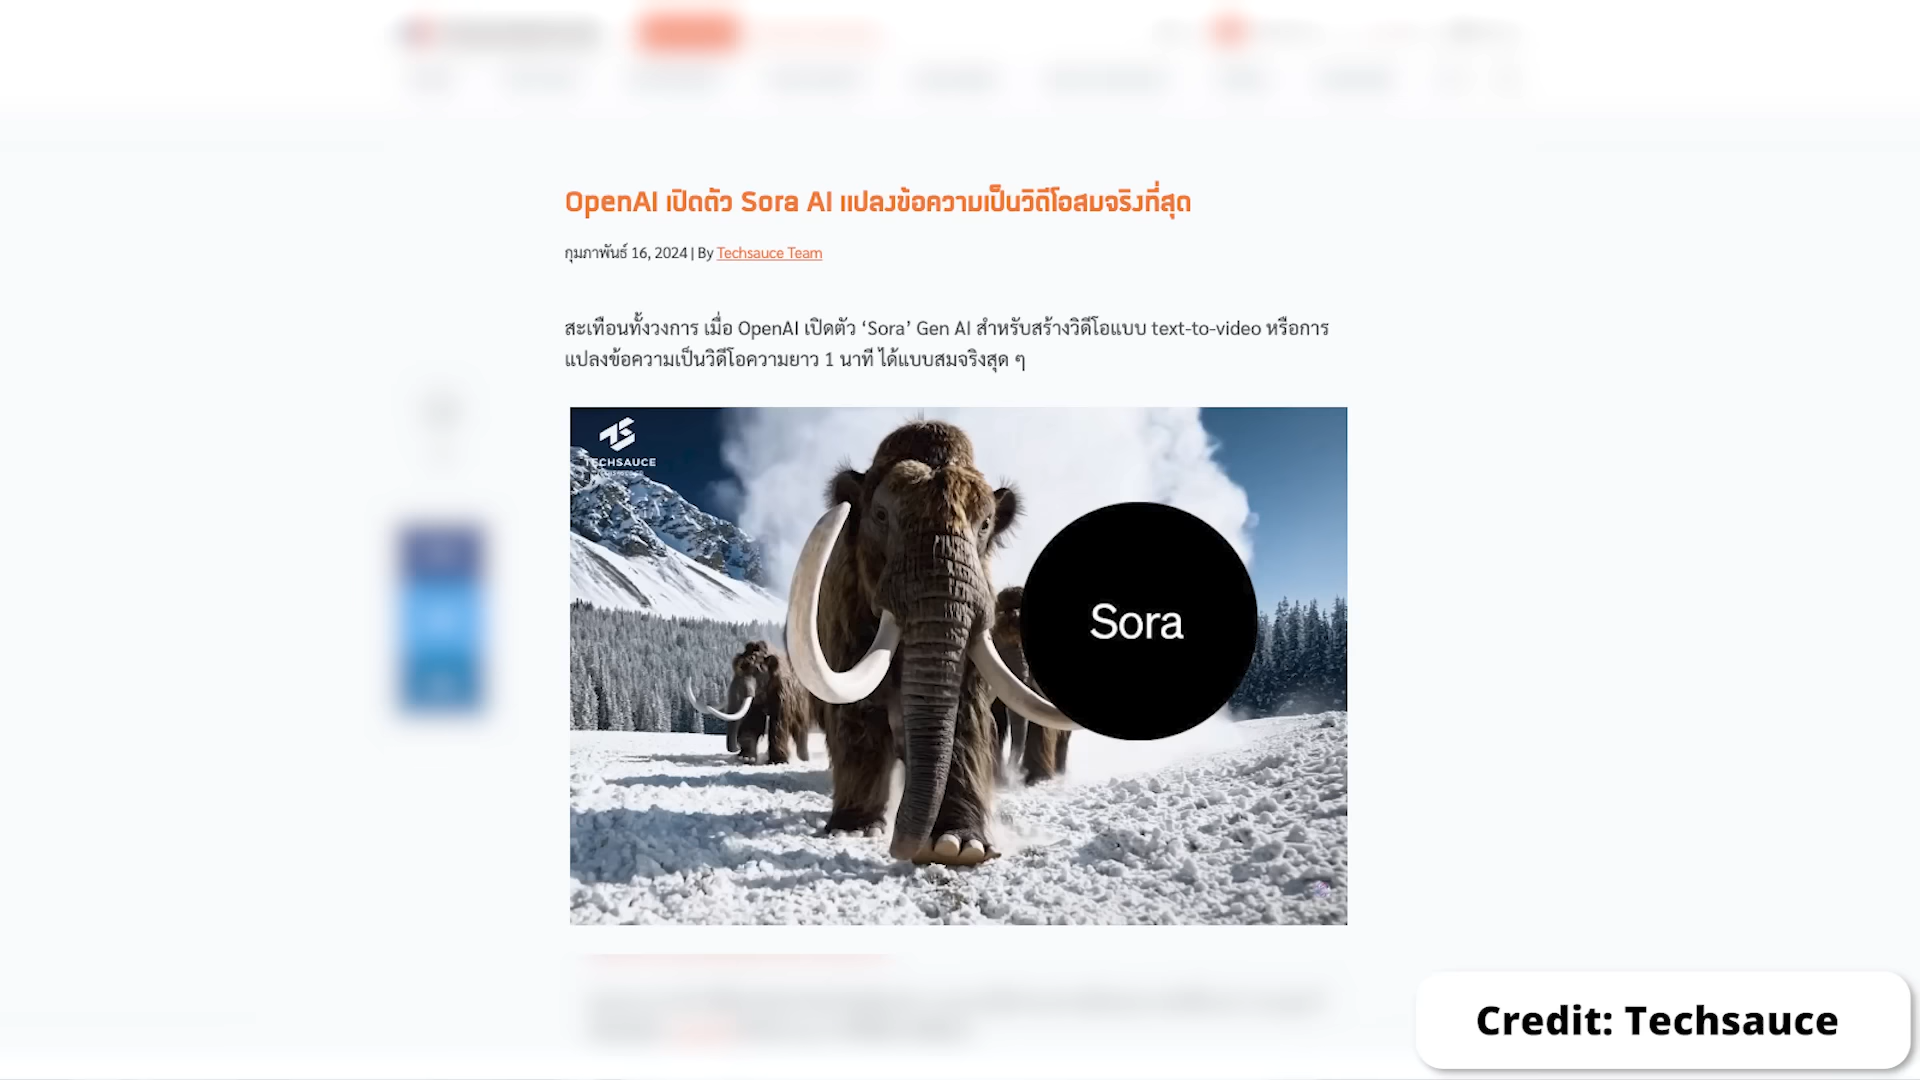 OpenAI เปิดตัว Sora AI แปลงข้อความเป็นวิดีโอสมจริงที่สุด
กุมภาพันธ์ 16, 2024 | By Techsauce Team
สะเทือนทั้งวงการ เมื่อ OpenAI เปิดตัว ‘Sora’ Gen AI สำหรับสร้างวิดีโอแบบ text-to-video หรือการ
แปลงข้อความเป็นวิดีโอความยาว 1 นาที ได้แบบสมจริงสุด ๆ
TECHSAUCE
Sora
Credit: Techsauce